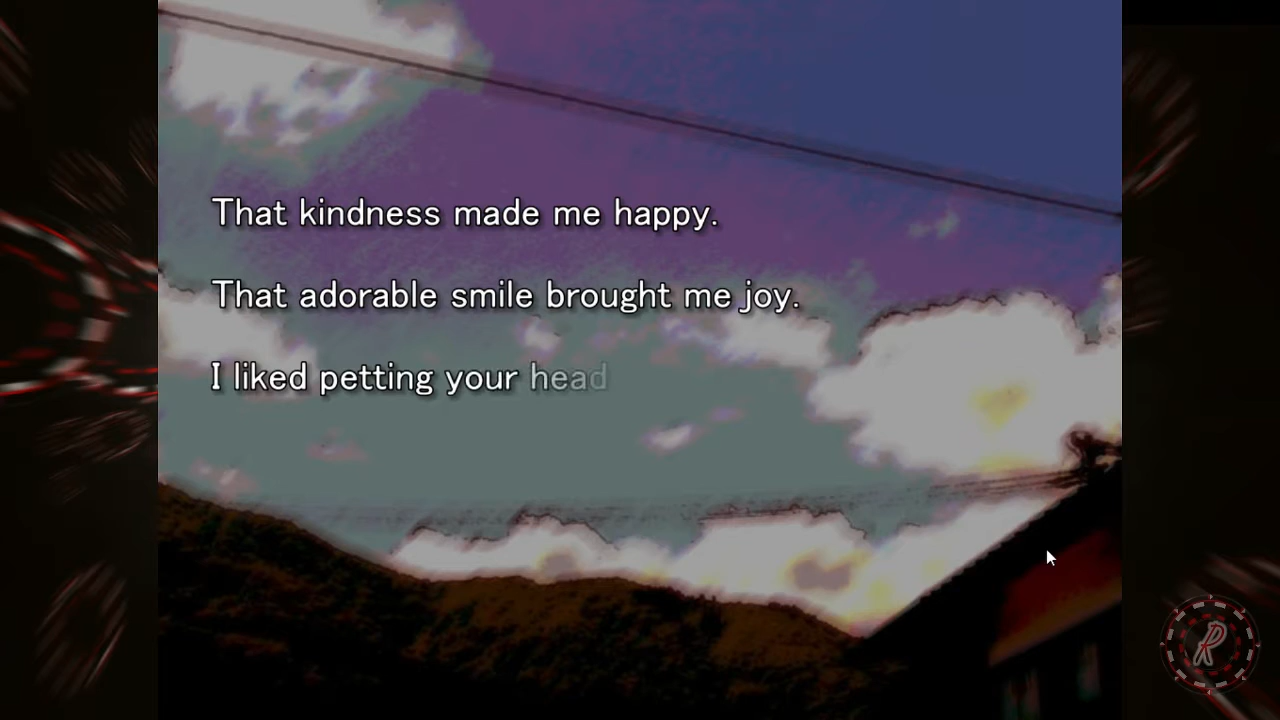 That kindness made me happy.
That adorable smile brought me joy.
I liked petting your head
R